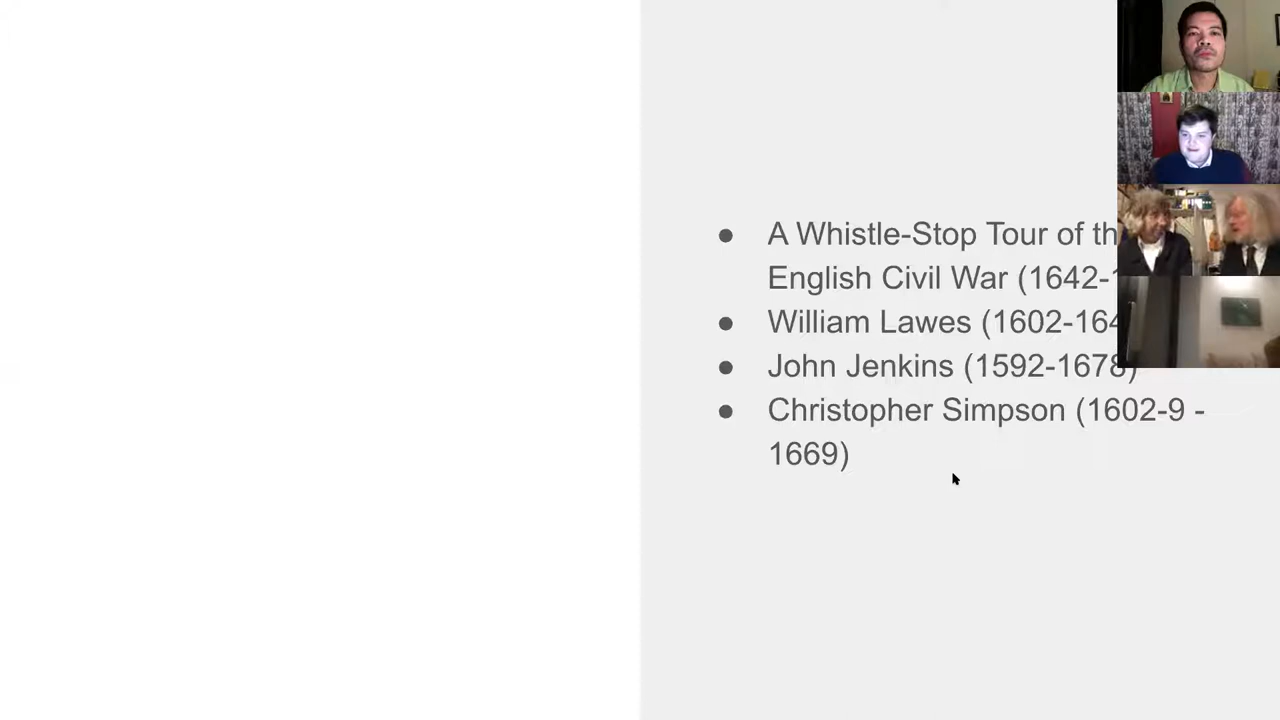 ● A Whistle-Stop Tour of th
English Civil War (1642-1
● William Lawes (1602-164
● John Jenkins (1592-1678)
● Christopher Simpson (1602-9 -
1669)